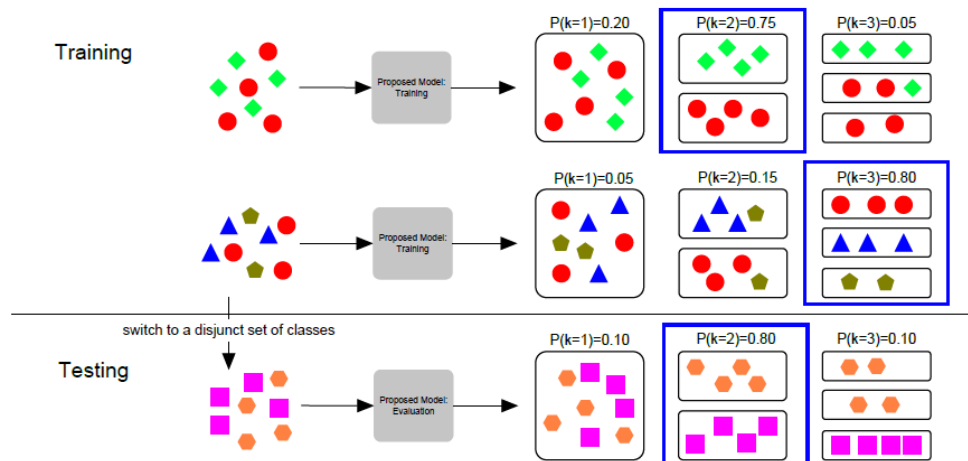 P(k=1)=0.20 P(k=2)=0.75 P(k=3)=0.05
Training
Proposed Model:
Training
P(k=1)=0.05 P(k=2)=0.15 P(k=3)=0.80
Proposed Model:
Training
switch to a disjunct set of classes
P(k=1)=0.10 P(k=2)=0.80 P(k=3)=0.10
Testing
Proposed Model:
Evaluation